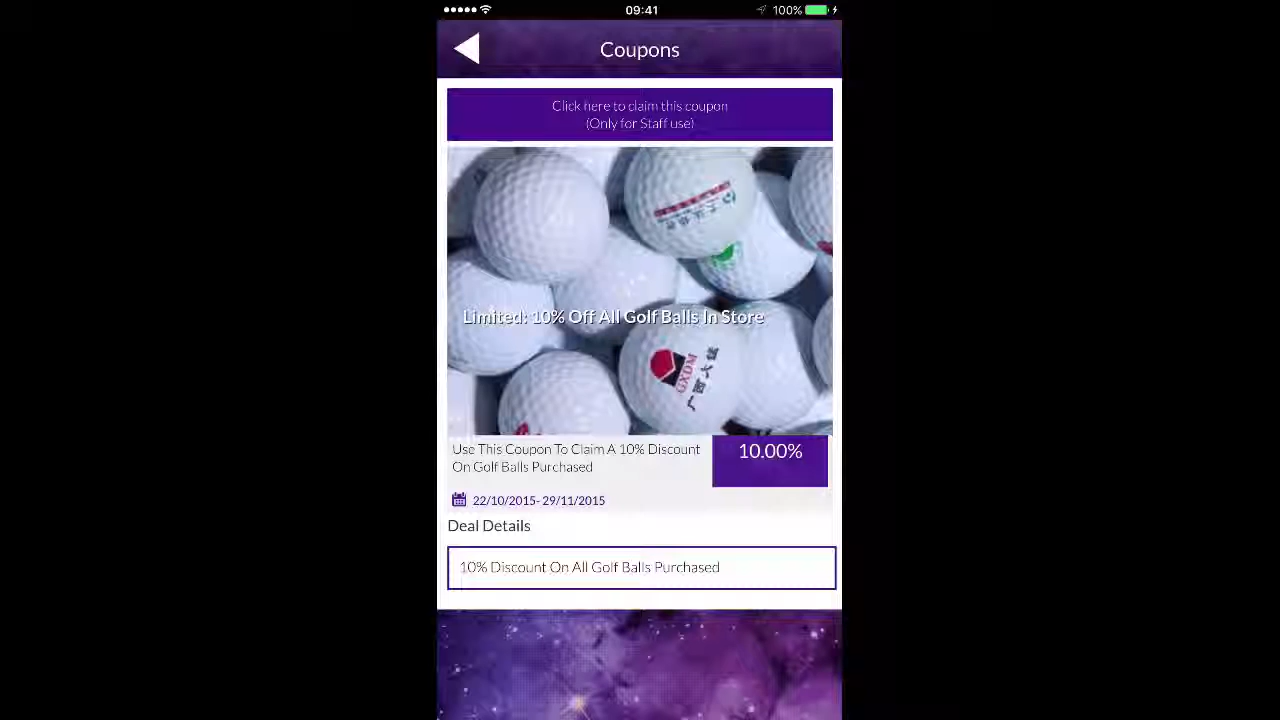 09:41
100%
Coupons
Click here to claim this coupon
(Only for Staff use)
Limited: 10% Off All Golf Balls In Store
GXDM
Use This Coupon To Claim A 10% Discount
On Golf Balls Purchased
10.00%
22/10/2015- 29/11/2015
Deal Details
10% Discount On All Golf Balls Purchased